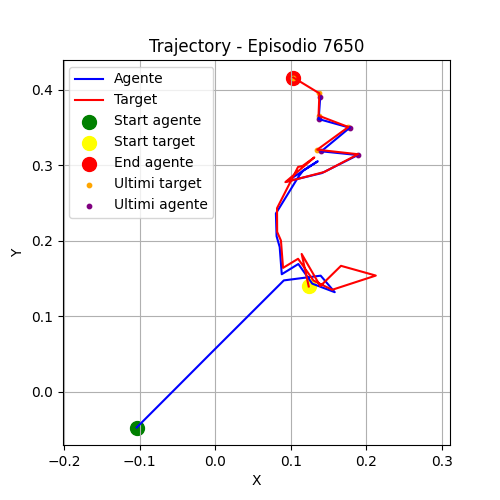 Trajectory - Episodio 7650
Agente
Target
Start agente
Start target
End agente
Ultimi target
Ultimi agente
Y
0.4
0.3
0.2
0.1
0.0
−0.2
−0.1
0.0
0.1
0.2
0.3
X